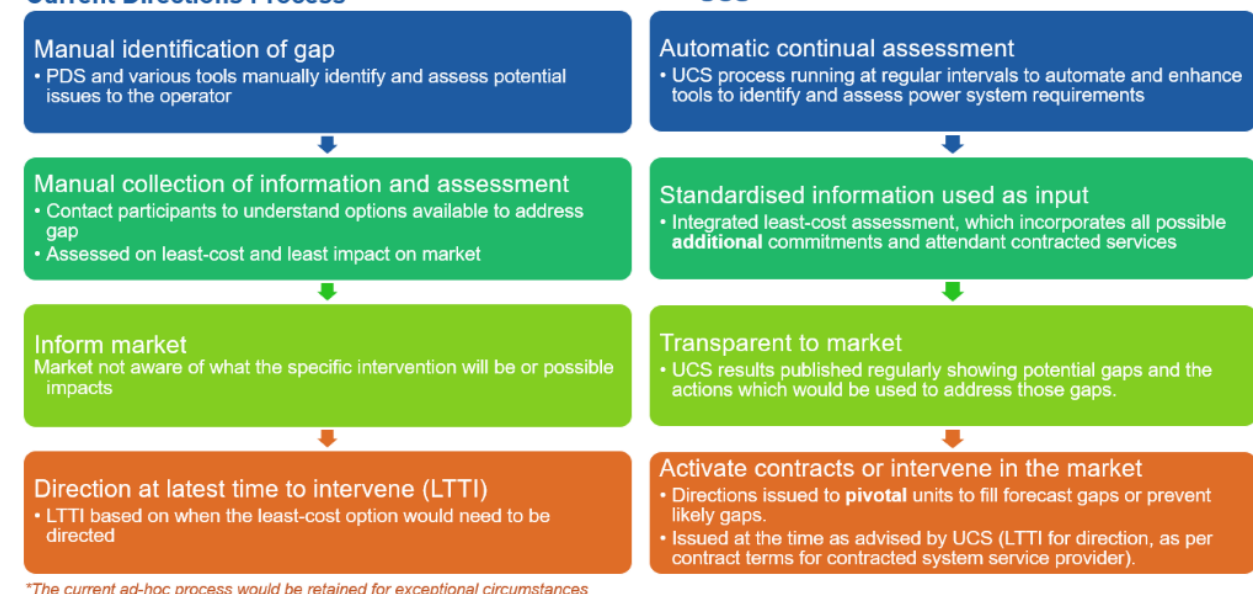 Current Directions Process
Manual identification of gap
• PDS and various tools manually identify and assess potential
issues to the operator
Manual collection of information and assessment
• Contact participants to understand options available to address
gap
• Assessed on least-cost and least impact on market
Inform market
Market not aware of what the specific intervention will be or possible
impacts
Direction at latest time to intervene (LTTI)
• LTTI based on when the least-cost option would need to be
directed
*The current ad-hoc process would be retained for exceptional circumstances
Automatic continual assessment
• UCS process running at regular intervals to automate and enhance
tools to identify and assess power system requirements
Standardised information used as input
• Integrated least-cost assessment, which incorporates all possible
additional commitments and attendant contracted services
Transparent to market
• UCS results published regularly showing potential gaps and the
actions which would be used to address those gaps.
Activate contracts or intervene in the market
• Directions issued to pivotal units to fill forecast gaps or prevent
likely gaps.
• Issued at the time as advised by UCS (LTTI for direction, as per
contract terms for contracted system service provider).